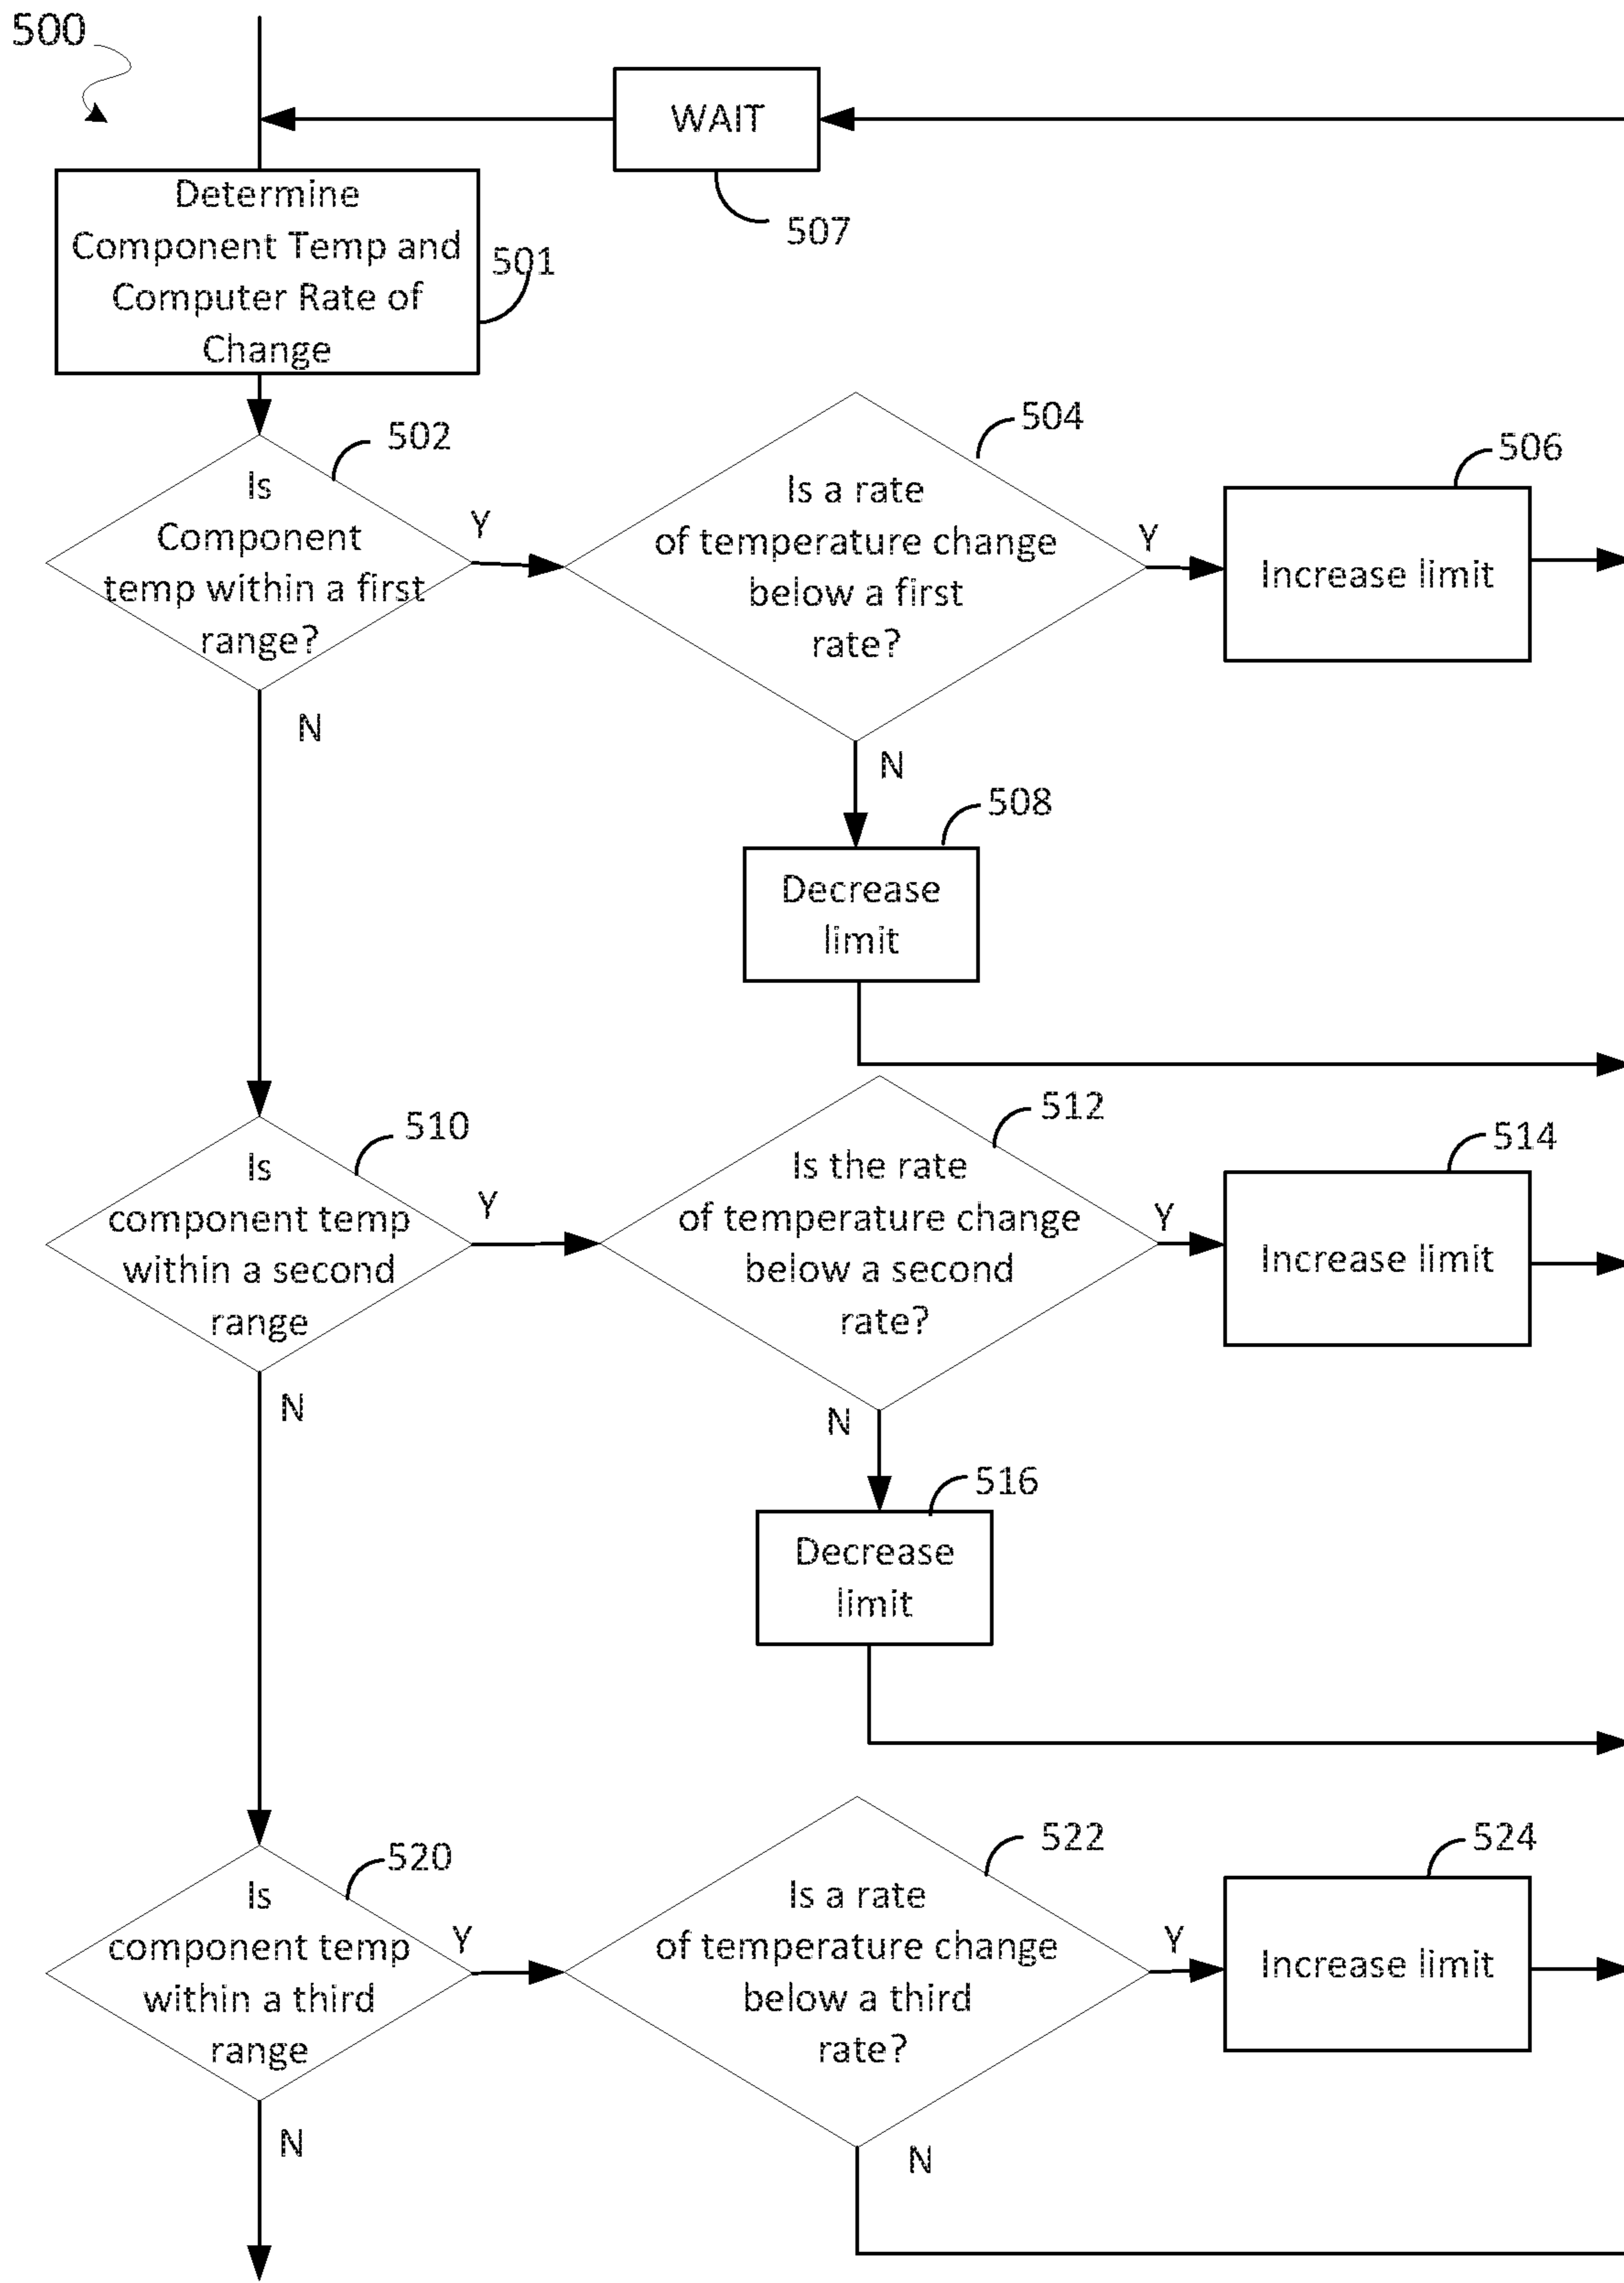 500
WAIT
507
Determine
Component Temp and
Computer Rate of
Change
501
502
Is
Component
temp within a first
range?
Y
N
504
Is a rate
of temperature change
below a first
rate?
Y
N
506
Increase limit
508
Decrease
limit
510
Is
component temp
within a second
range
Y
N
512
Is the rate
of temperature change
below a second
rate?
Y
N
514
Increase limit
516
Decrease
limit
520
Is
component temp
within a third
range
Y
N
522
Is a rate
of temperature change
below a third
rate?
Y
N
524
Increase limit